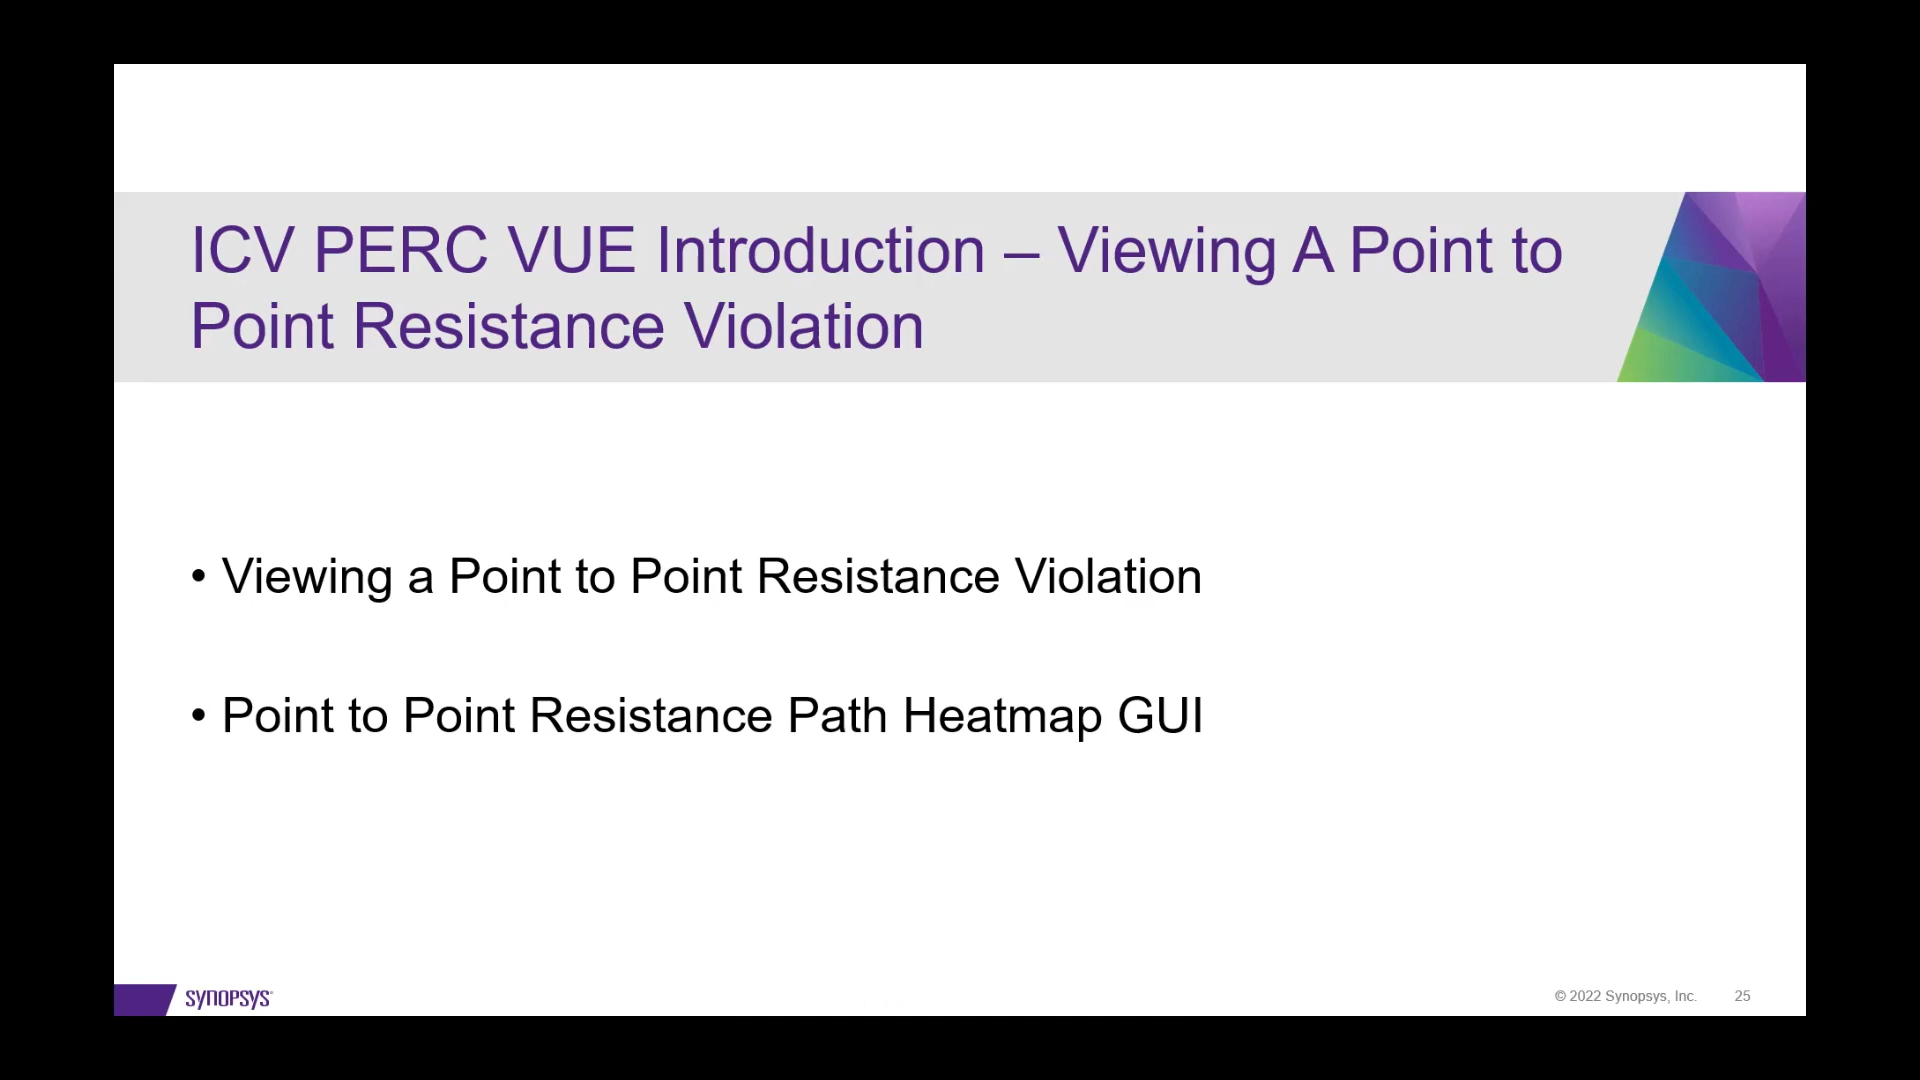 ICV PERC VUE Introduction – Viewing A Point to
Point Resistance Violation
• Viewing a Point to Point Resistance Violation
• Point to Point Resistance Path Heatmap GUI
SYNOPSYS®
© 2022 Synopsys, Inc. 25